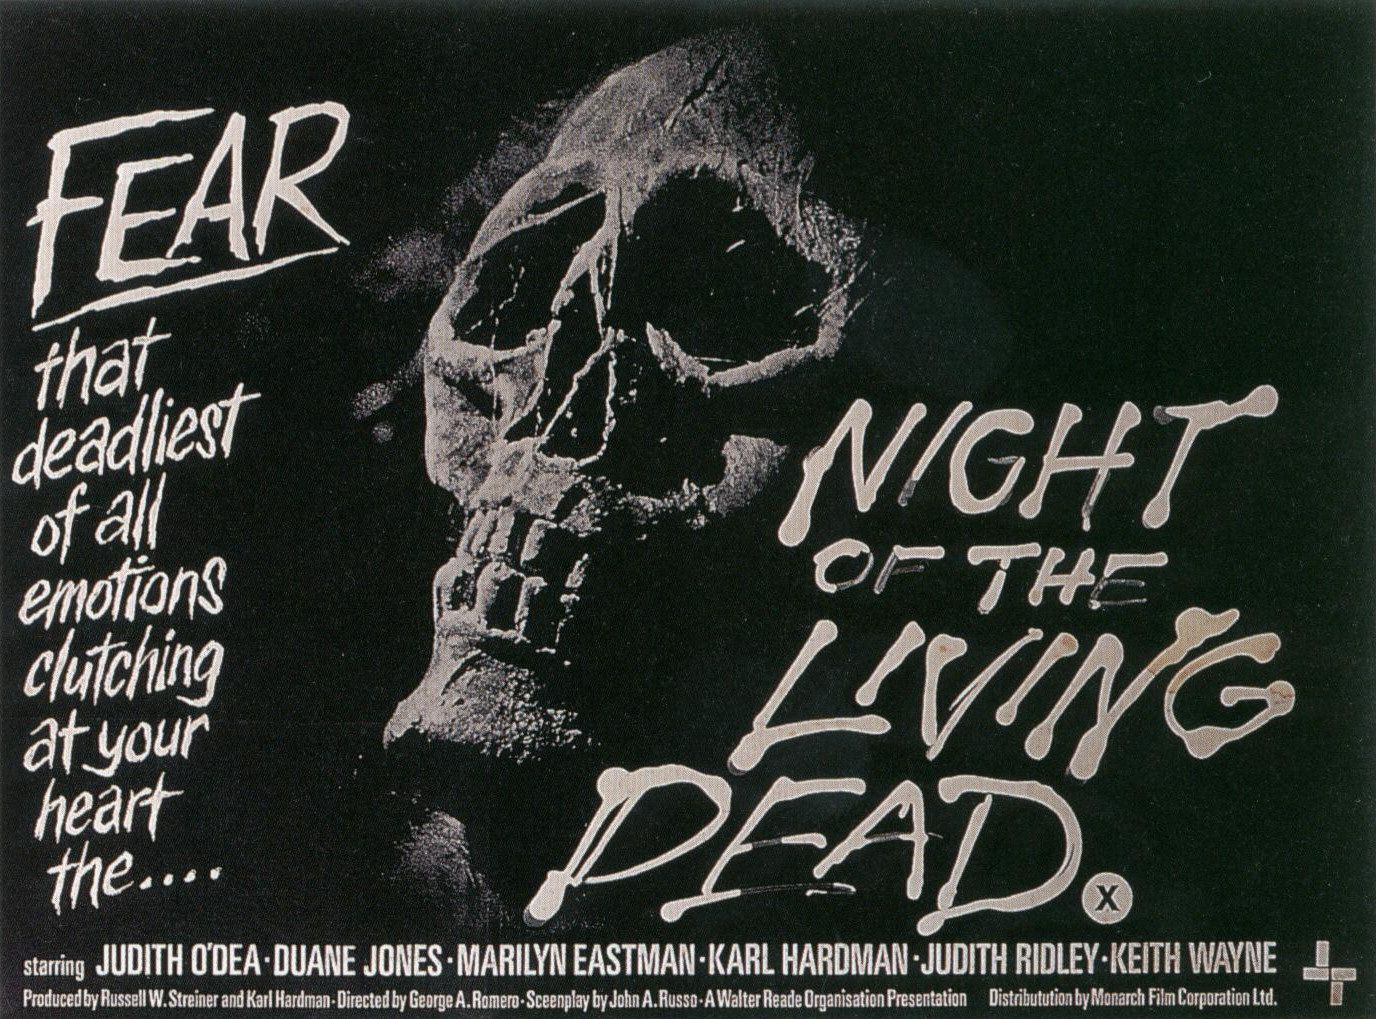 FEAR
that
deadliest
of all
emotions
clutching
at your
heart
the....
NIGHT
OF THE
LIVING
DEAD.
X
starring JUDITH O'DEA·DUANE JONES·MARILYN EASTMAN·KARL HARDMAN·JUDITH RIDLEY·KEITH WAYNE
Produced by Russell W. Streiner and Karl Hardman·Directed by George A. Romero·Sceenplay by John A. Russo·A Walter Reade Organisation Presentation Distributution by Monarch Film Corporation Ltd.